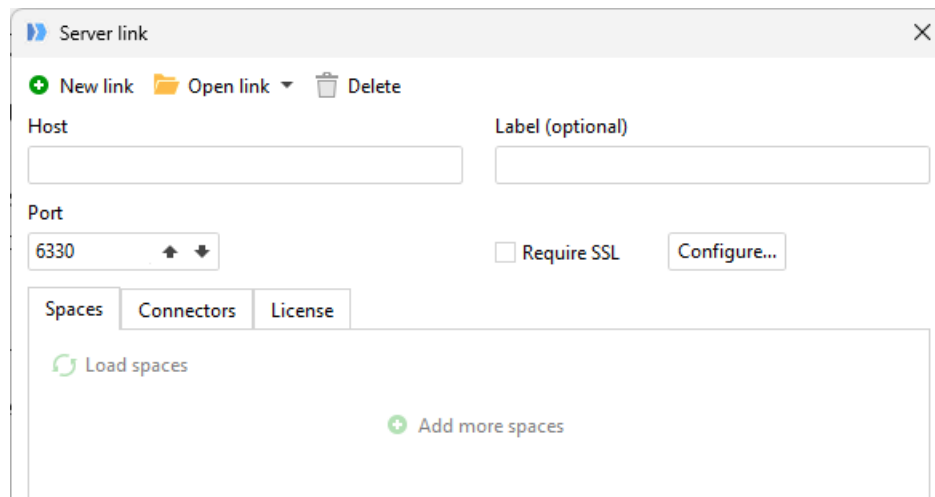 Server link
New link Open link Delete
Host Label (optional)
Port
6330 Require SSL Configure...
Spaces Connectors License
Load spaces
Add more spaces